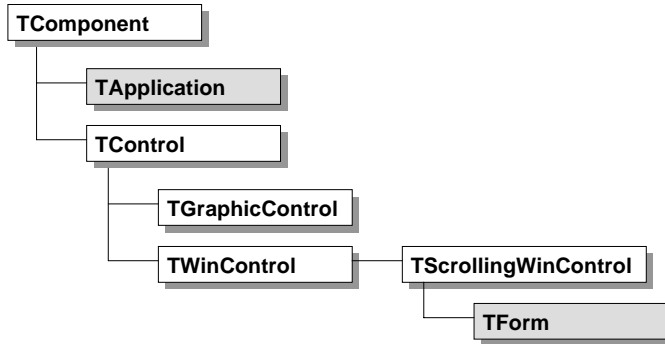 TComponent
TApplication
TControl
TGraphicControl
TWinControl
TScrollingWinControl
TForm